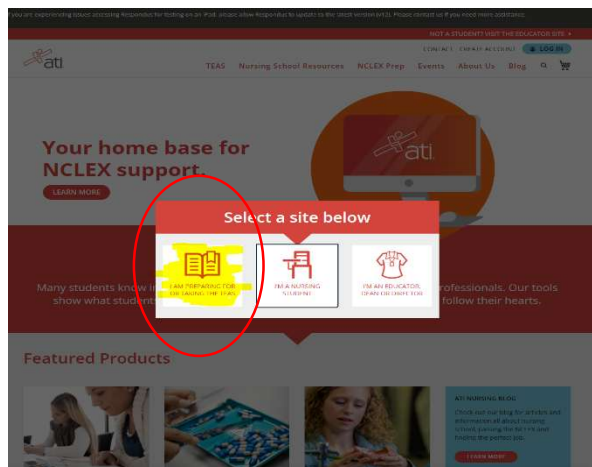 you are experiencing issues accessing Respondus for testing on an iPad, please allow Respondus to update to the latest version (v12). Please contact us if you need more assistance.
NOT A STUDENT? VISIT THE EDUCATOR SITE
CONTACT CREATE ACCOUNT LOG IN
ati
TEAS Nursing School Resources NCLEX Prep Events About Us Blog
Your home base for
NCLEX support.
LEARN MORE
ati
Select a site below
I AM PREPARING FOR
OR TAKING THE TEAS
I'M A NURSING
STUDENT
I'M AN EDUCATOR,
DEAN OR DIRECTOR
Many students know i rofessionals. Our tools
show what student follow their hearts.
Featured Products
ATI NURSING BLOG
Check out our blog for articles and
information all about nursing
school, passing the NCLEX and
finding the perfect job.
LEARN MORE